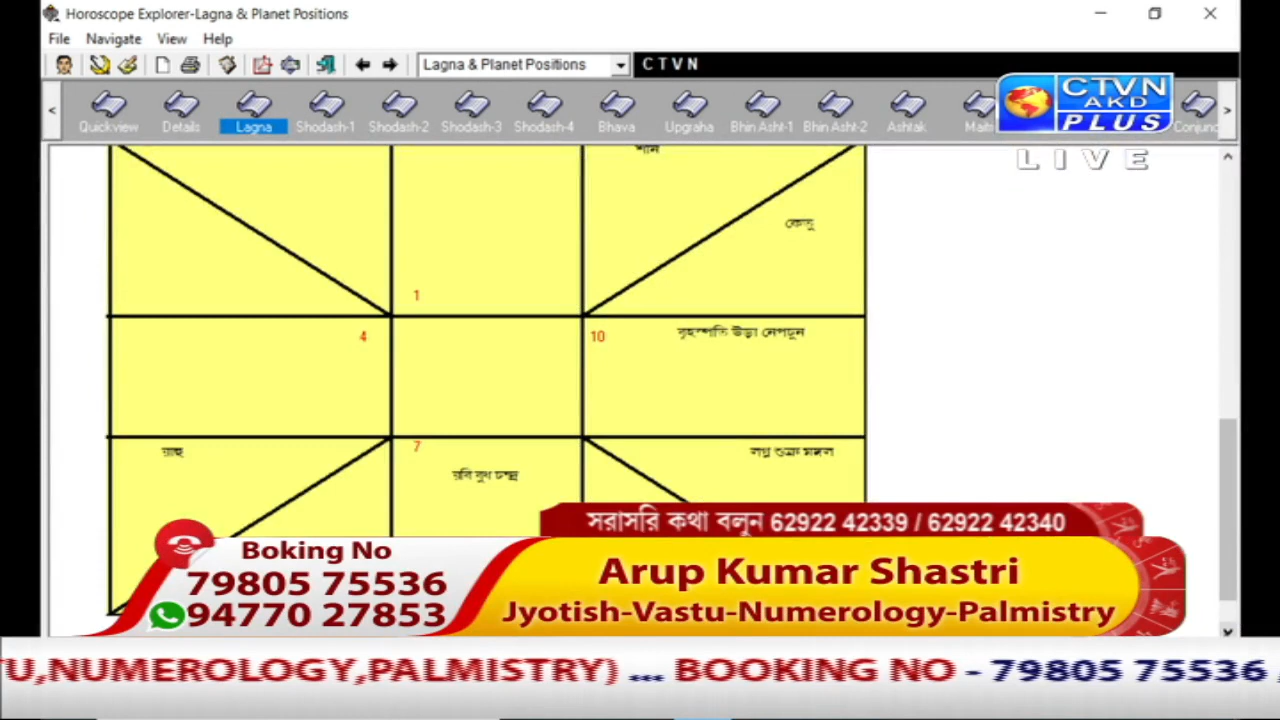 Horoscope Explorer-Lagna & Planet Positions
File Navigate View Help
Lagna & Planet Positions
CTVN
Quickview Details Lagna Shodash-1 Shodash-2 Shodash-3 Shodash-4 Bhava Upgraha Bhin Asht-1 Bhin Asht-2 Ashtak
CTVN
AKD
PLUS
LIVE
শনি
কেতু
1
4
10
বৃহস্পতি উড়া নেপচুন
রাহু
7
রবি বুধ চন্দ্র
লগ্ন শুক্র মঙ্গল
সরাসরি কথা বলুন 62922 42339 / 62922 42340
Boking No
79805 75536
94770 27853
Arup Kumar Shastri
Jyotish-Vastu-Numerology-Palmistry
TU,NUMEROLOGY,PALMISTRY) ... BOOKING NO - 79805 75536